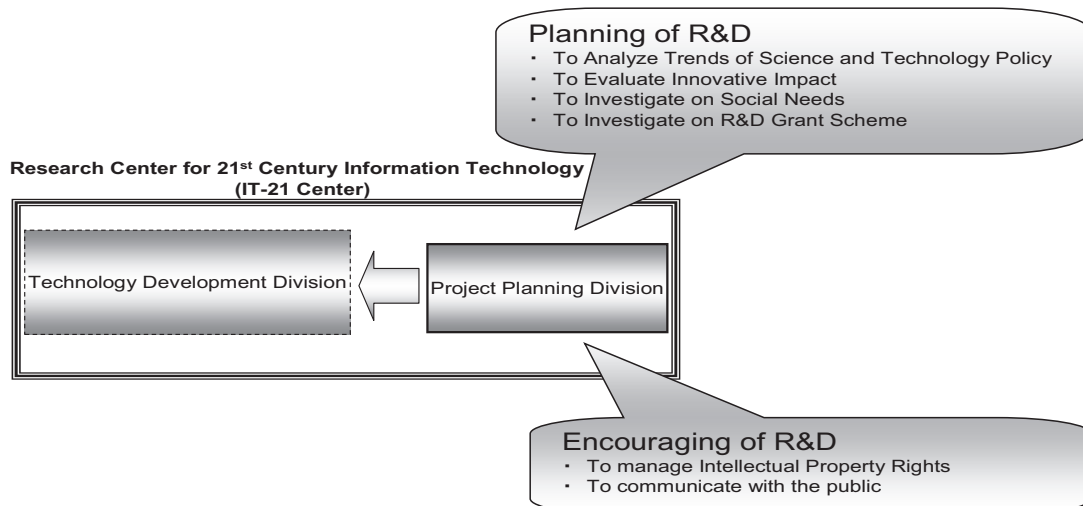 Planning of R&D
・ To Analyze Trends of Science and Technology Policy
・ To Evaluate Innovative Impact
・ To Investigate on Social Needs
・ To Investigate on R&D Grant Scheme
Research Center for 21st Century Information Technology
(IT-21 Center)
Technology Development Division
Project Planning Division
Encouraging of R&D
・ To manage Intellectual Property Rights
・ To communicate with the public